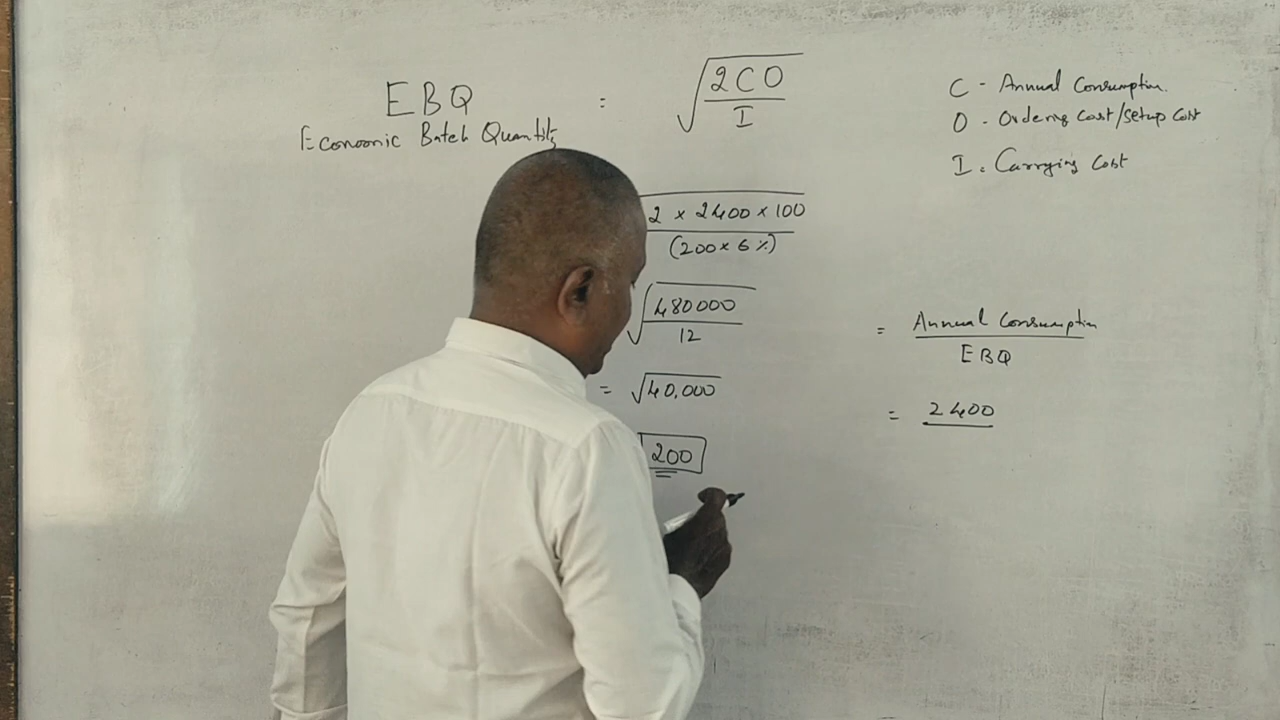 EBQ = √2CO/I
Econoonic Batch Quantity
C - Annual Consumption.
O - Ordering Cost/Setup Cost
I - Carrying Cost
2 x 2400 x 100
(200 x 6%)
√480000
12
= √40,000
200
= Annual Consumption
EBQ
= 2400